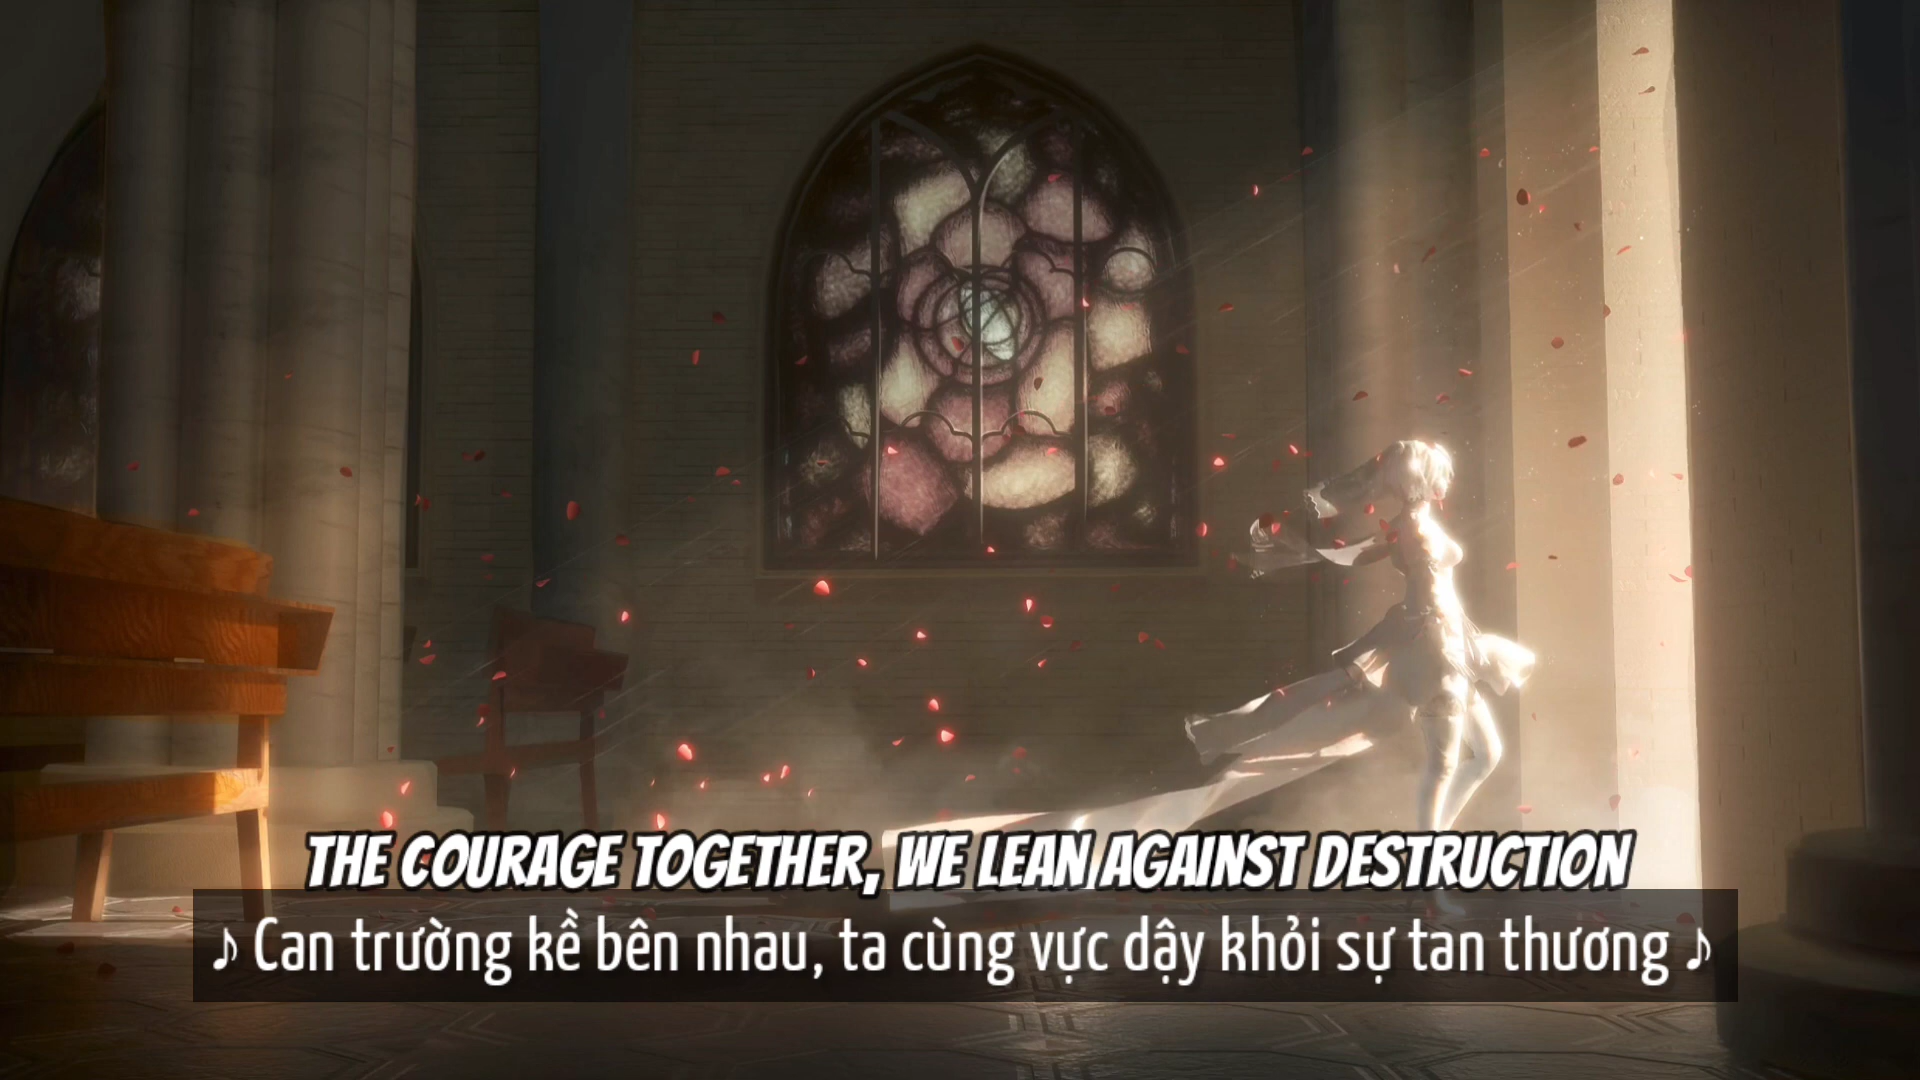 THE COURAGE TOGETHER, WE LEAN AGAINST DESTRUCTION
♪ Can trường kề bên nhau, ta cùng vực dậy khỏi sự tan thương ♪